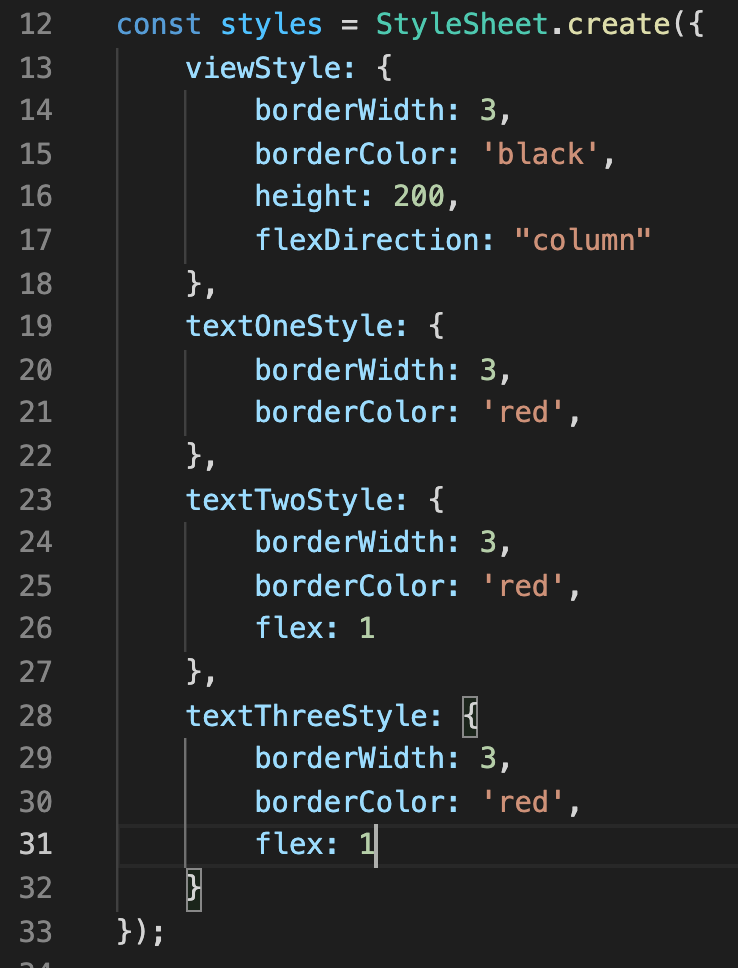 12 const styles = StyleSheet.create({
13 viewStyle: {
14 borderWidth: 3,
15 borderColor: 'black',
16 height: 200,
17 flexDirection: "column"
18 },
19 textOneStyle: {
20 borderWidth: 3,
21 borderColor: 'red',
22 },
23 textTwoStyle: {
24 borderWidth: 3,
25 borderColor: 'red',
26 flex: 1
27 },
28 textThreeStyle: {
29 borderWidth: 3,
30 borderColor: 'red',
31 flex: 1
32 }
33 });